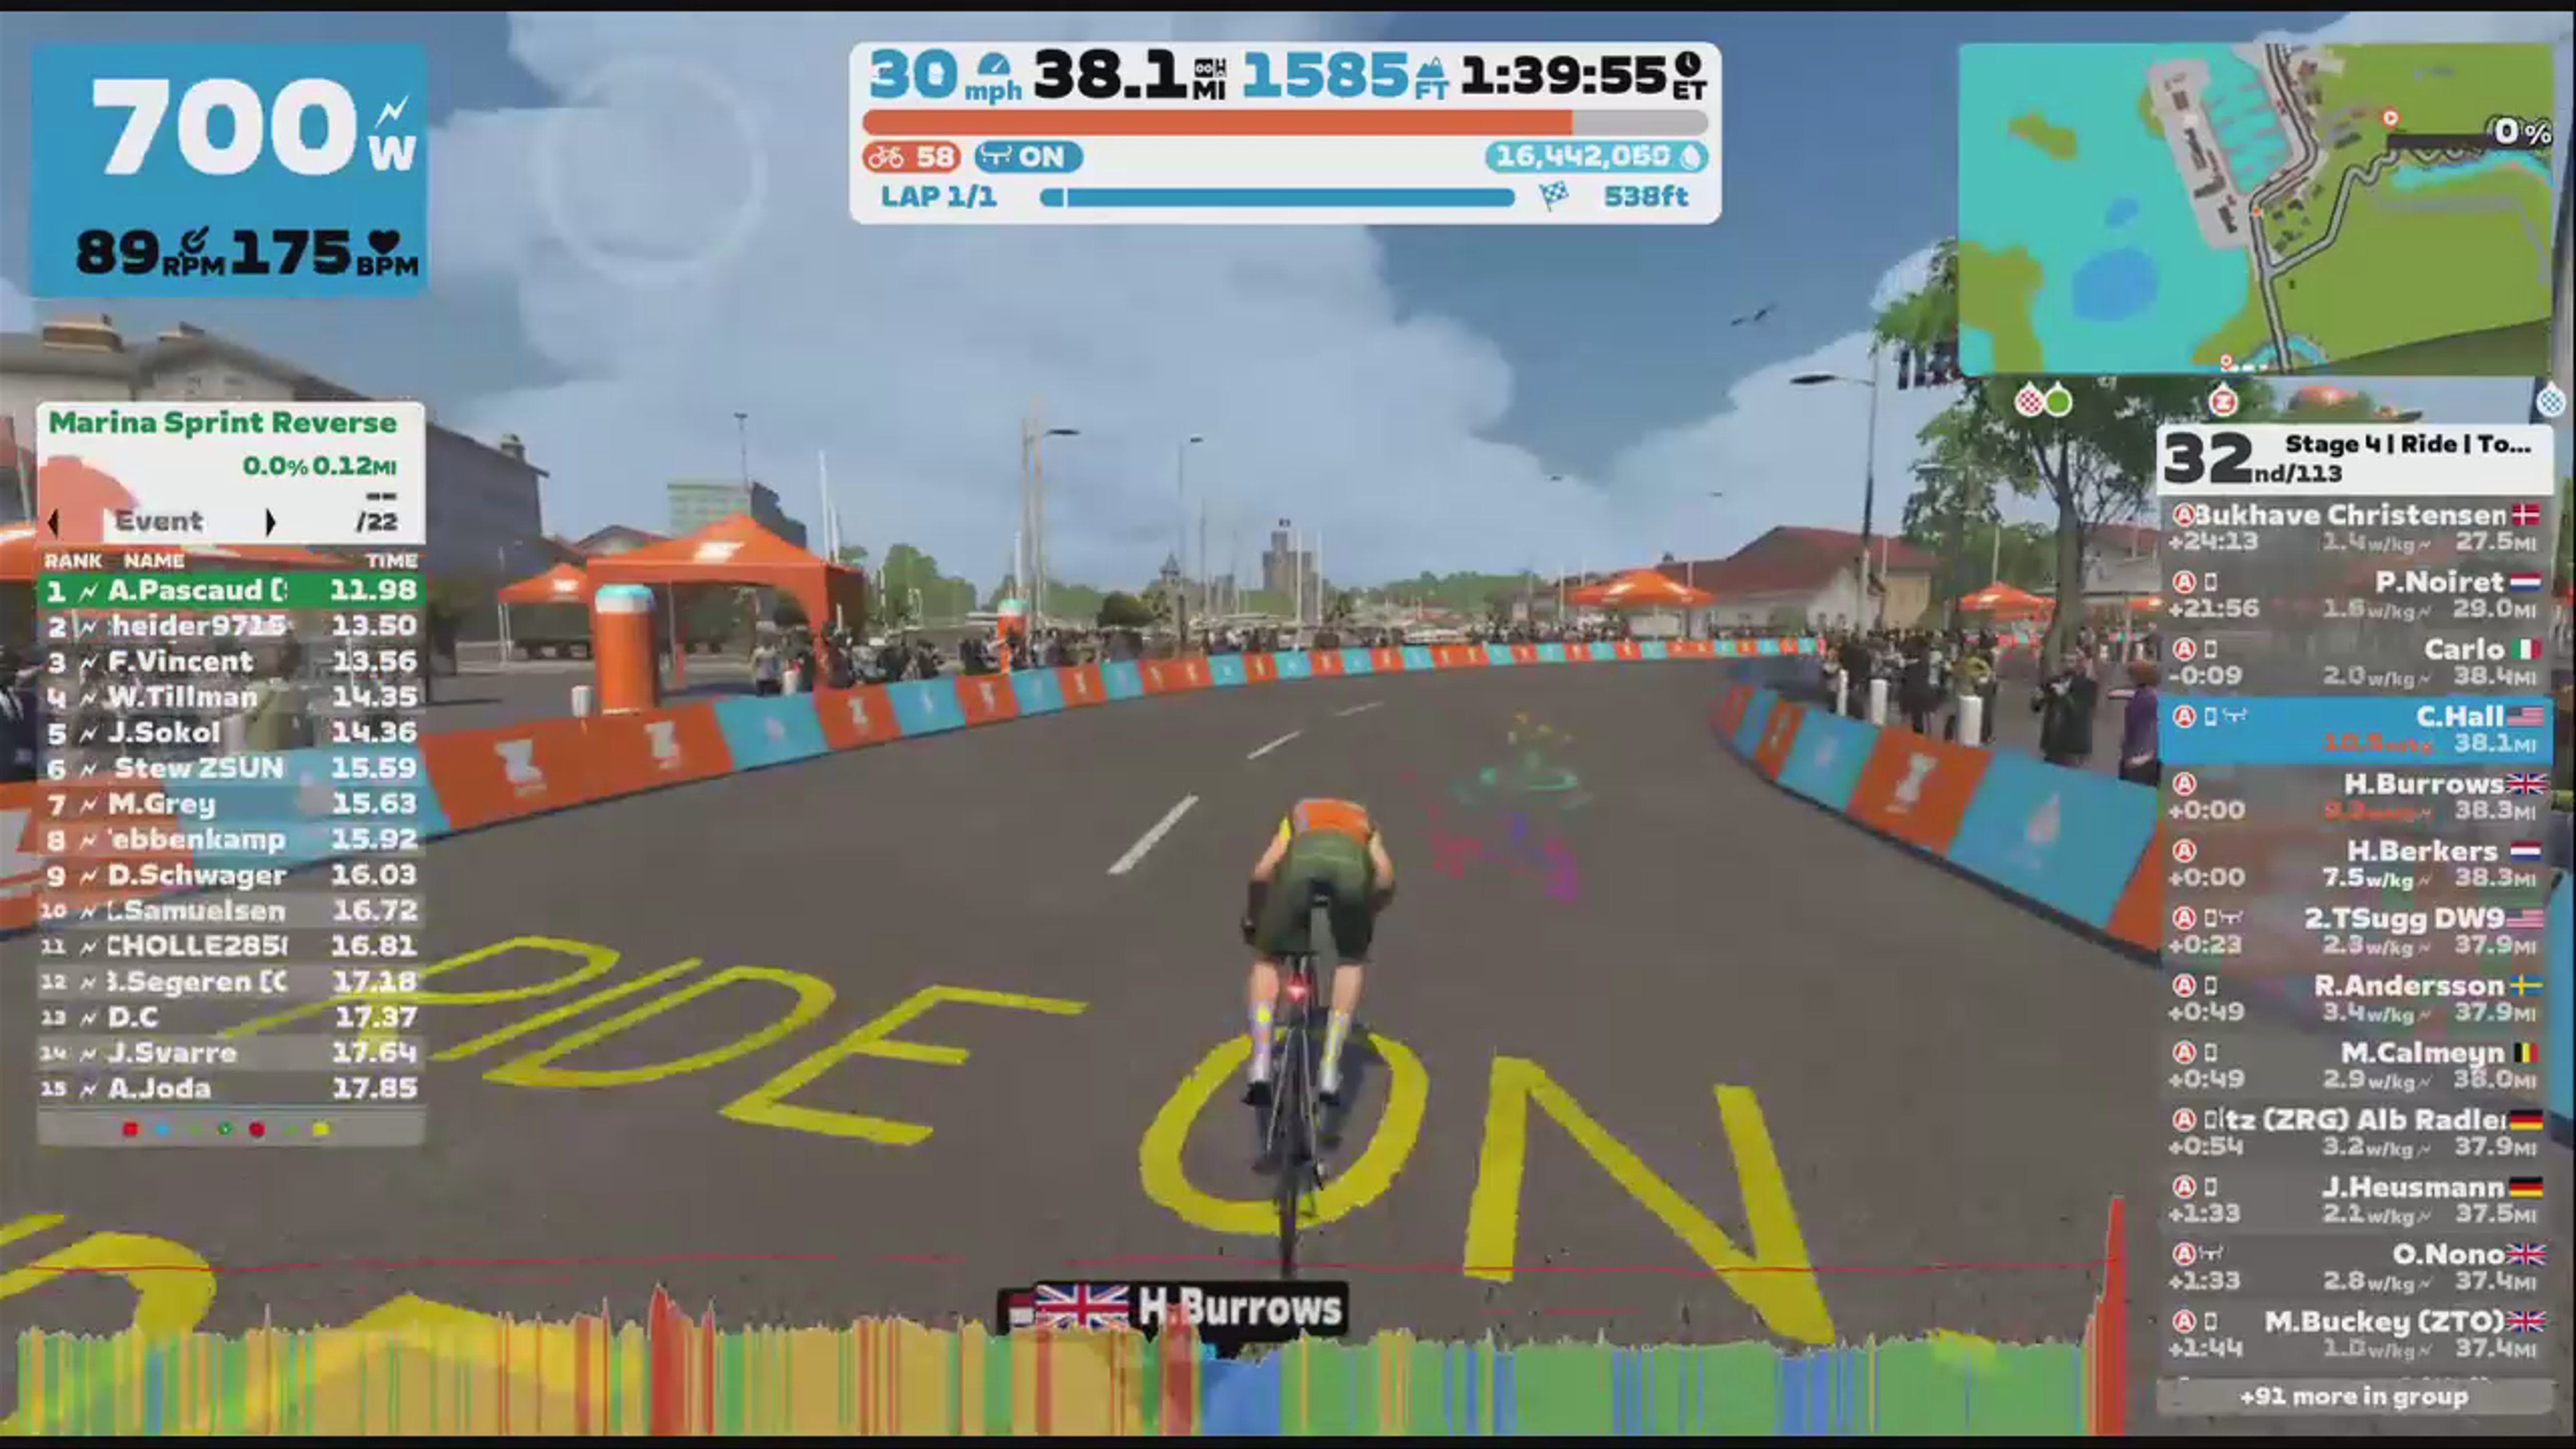 700 W
89 RPM 175 BPM
30 mph 38.1 MI 1585 FT 1:39:55 ET
58 ON 16,442,050
LAP 1/1 538ft
0%
Marina Sprint Reverse
0.0% 0.12MI
--
Event /22
RANK NAME TIME
1 A.Pascaud [ 11.98
2 heider9715 13.50
3 F.Vincent 13.56
4 W.Tillman 14.35
5 J.Sokol 14.36
6 Stew ZSUN 15.59
7 M.Grey 15.63
8 ebbenkamp 15.92
9 D.Schwager 16.03
10 .Samuelsen 16.72
11 CHOLLE285 16.81
12 .Segeren [C 17.18
13 D.C 17.37
14 J.Svarre 17.64
15 A.Joda 17.85
32nd/113 Stage 4 | Ride | To...
A Bukhave Christensen
+24:13 1.4w/kg 27.5MI
A P.Noiret
+21:56 29.0MI
A Carlo
-0:09 2.0w/kg 38.4MI
A C.Hall
38.1MI
A H.Burrows
+0:00 38.3MI
A H.Berkers
+0:00 7.5w/kg 38.3MI
A 2.TSugg DW9
+0:23 2.3w/kg 37.9MI
A R.Andersson
+0:49 3.4w/kg 37.9MI
A M.Calmeyn
+0:49 2.9w/kg 38.0MI
A itz (ZRG) Alb Radler
+0:54 3.2w/kg 37.9MI
A J.Heusmann
+1:33 2.1w/kg 37.5MI
A O.Nono
+1:33 2.8w/kg 37.4MI
A M.Buckey (ZTO)
+1:44 1.0w/kg 37.4MI
+91 more in group
RIDE ON
H.Burrows